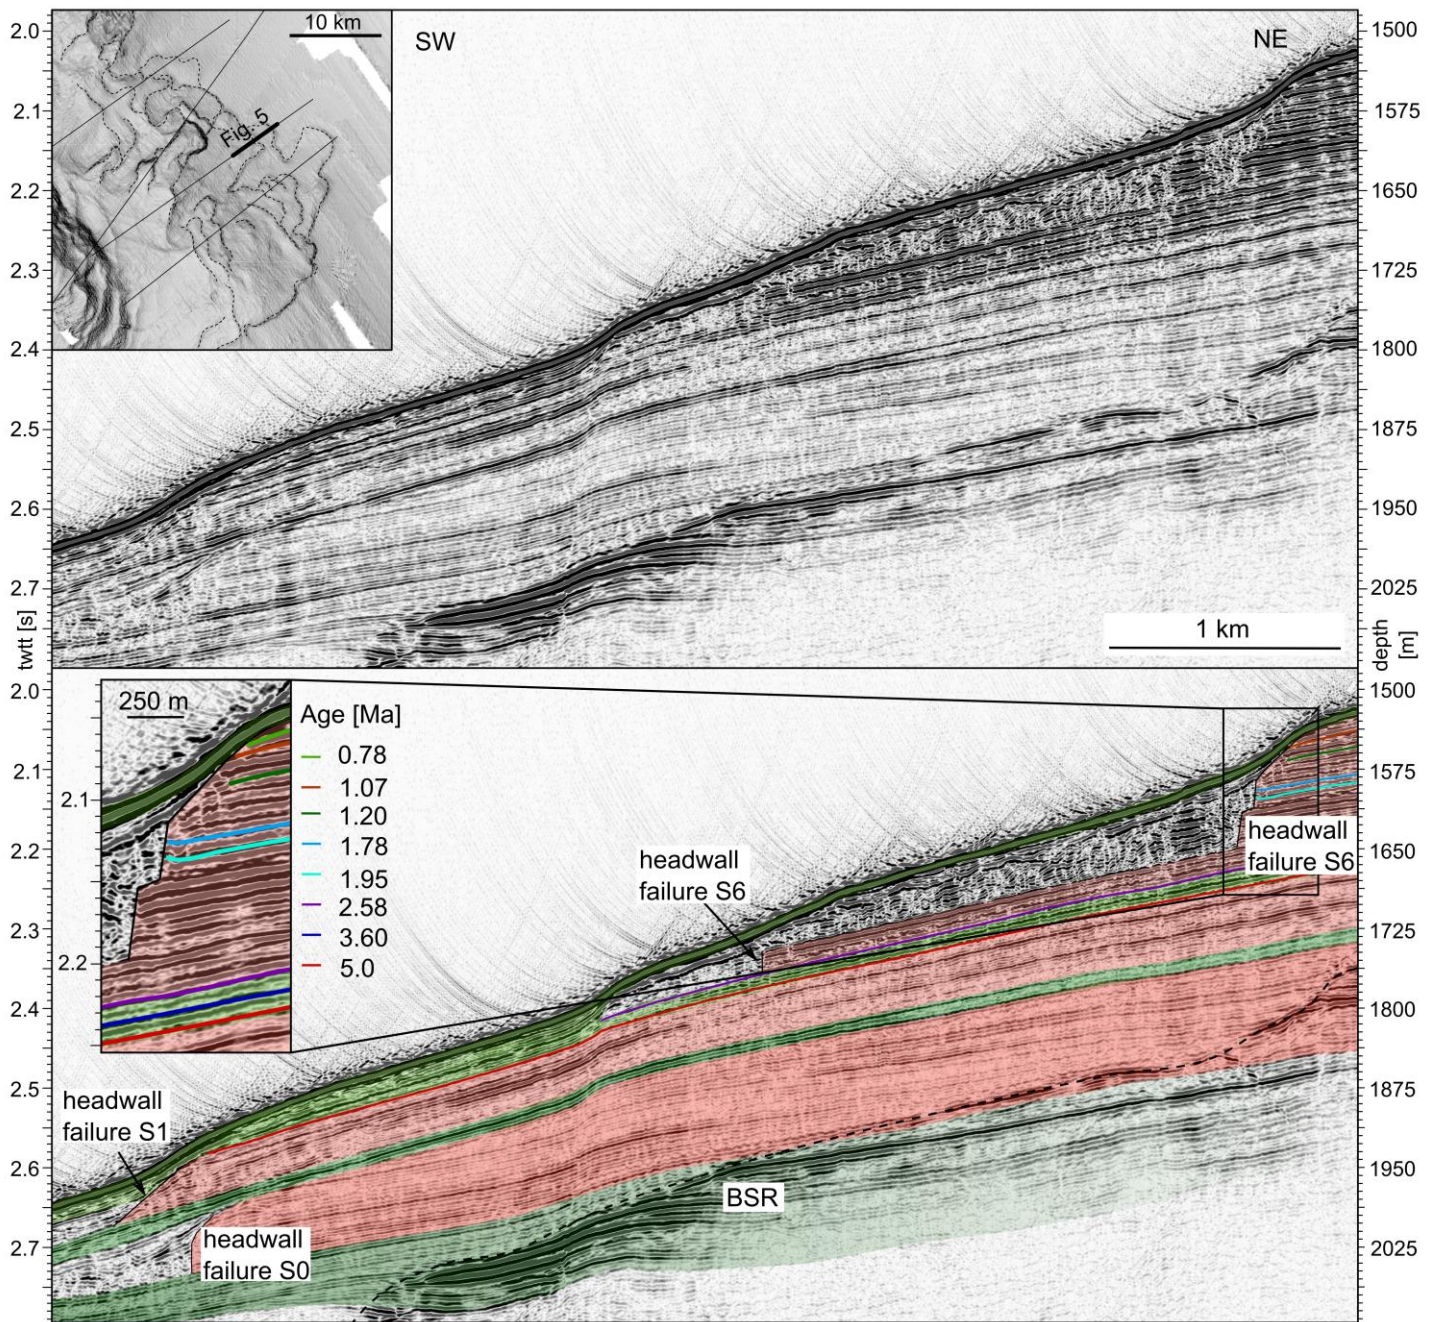 10 km
Fig. 5
SW
NE
2.0
2.1
2.2
2.3
2.4
2.5
2.6
2.7
twtt [s]
1500
1575
1650
1725
1800
1875
1950
2025
depth
[m]
1 km
2.0
2.1
2.2
2.3
2.4
2.5
2.6
2.7
250 m
2.1
2.2
Age [Ma]
0.78
1.07
1.20
1.78
1.95
2.58
3.60
5.0
headwall
failure S6
headwall
failure S6
headwall
failure S1
headwall
failure S0
BSR
1500
1575
1650
1725
1800
1875
1950
2025